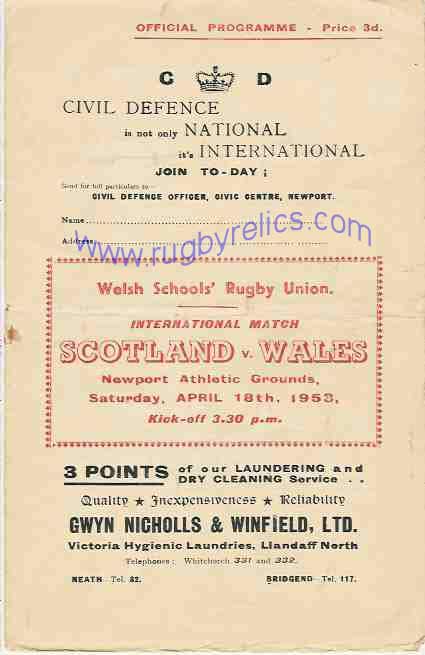 OFFICIAL PROGRAMME - Price 3d.
C D
CIVIL DEFENCE
is not only NATIONAL
it's INTERNATIONAL
JOIN TO-DAY ;
Send for full particulars to—
CIVIL DEFENCE OFFICER, CIVIC CENTRE, NEWPORT.
Name
Address
www.rugbyrelics.com
Welsh Schools' Rugby Union.
INTERNATIONAL MATCH
SCOTLAND v. WALES
Newport Athletic Grounds,
Saturday, APRIL 18th, 1953,
Kick-off 3.30 p.m.
3 POINTS of our LAUNDERING and
DRY CLEANING Service . .
Quality ★ Inexpensiveness ★ Reliability
GWYN NICHOLLS & WINFIELD, LTD.
Victoria Hygienic Laundries, Llandaff North
Telephones: Whitchurch 331 and 332.
NEATH—Tel. 82. BRIDGEND—Tel. 117.